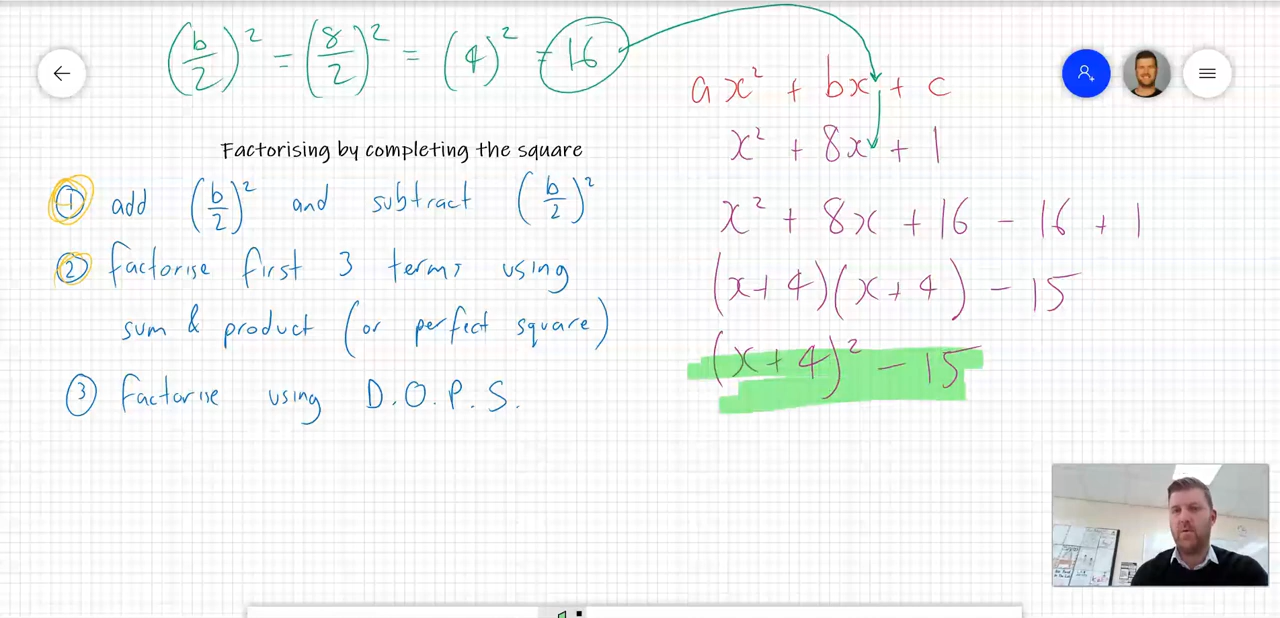 (b/2)² = (8/2)² = (4)² = 16
ax² + bx + c
x² + 8x + 1
Factorising by completing the square
① add (b/2)² and subtract (b/2)²
② factorise first 3 terms using
sum & product (or perfect square)
③ factorise using D.O.P.S.
x² + 8x + 16 - 16 + 1
(x+4)(x+4) - 15
(x+4)² - 15